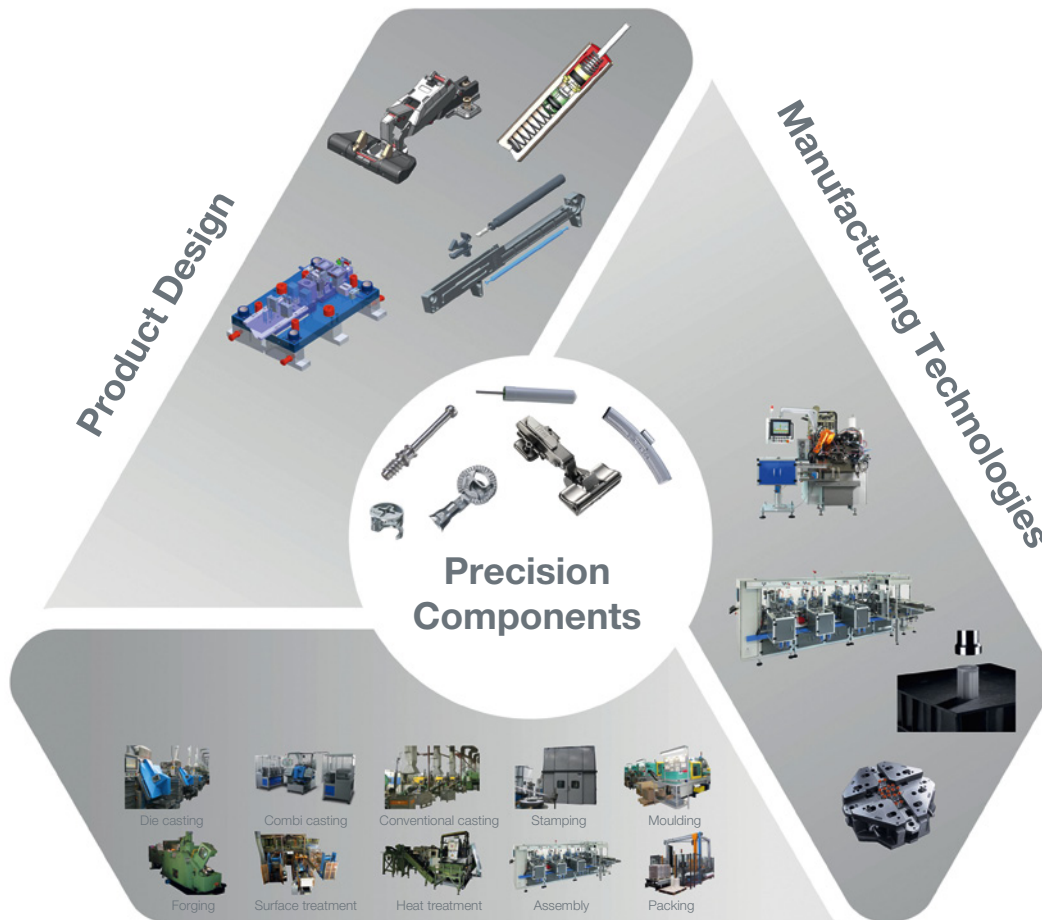 Product Design
Manufacturing Technologies
Precision
Components
Die casting
Combi casting
Conventional casting
Stamping
Moulding
Forging
Surface treatment
Heat treatment
Assembly
Packing